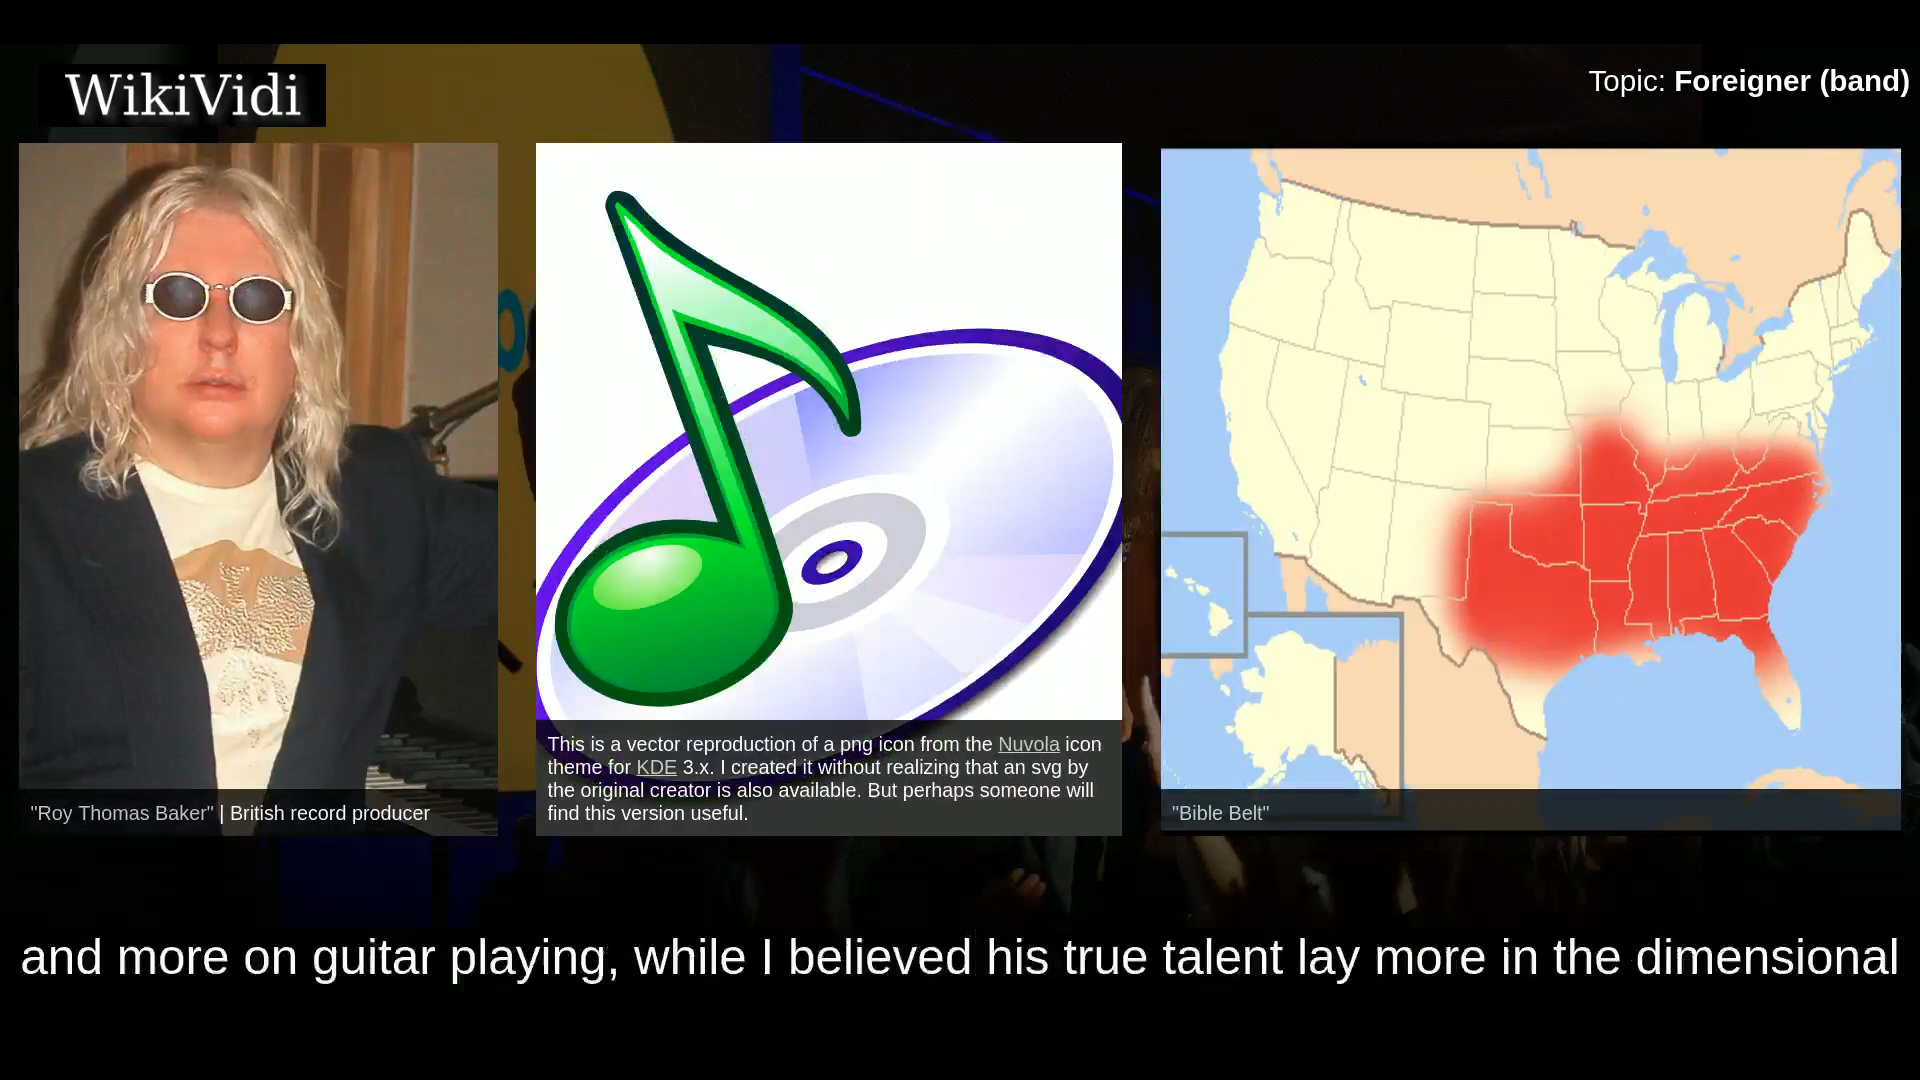 WikiVidi
Topic: Foreigner (band)
"Roy Thomas Baker" | British record producer
This is a vector reproduction of a png icon from the Nuvola icon
theme for KDE 3.x. I created it without realizing that an svg by
the original creator is also available. But perhaps someone will
find this version useful.
"Bible Belt"
and more on guitar playing, while I believed his true talent lay more in the dimensional